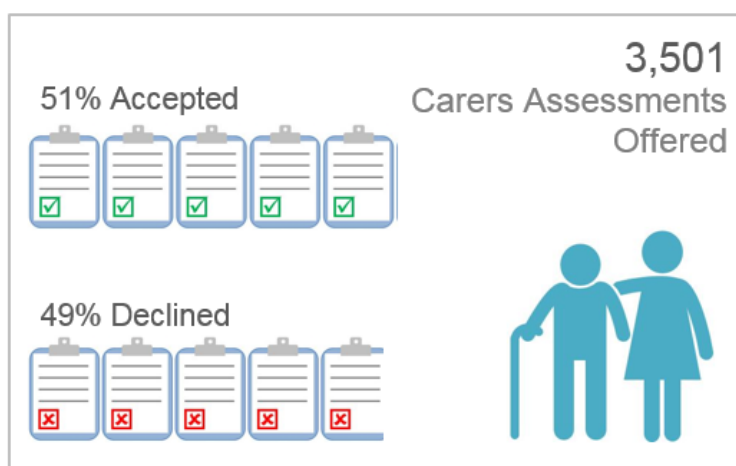 3,501
Carers Assessments
Offered
51% Accepted
49% Declined